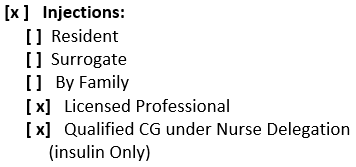 [x ] Injections:
[ ] Resident
[ ] Surrogate
[ ] By Family
[ x] Licensed Professional
[ x] Qualified CG under Nurse Delegation
(insulin Only)